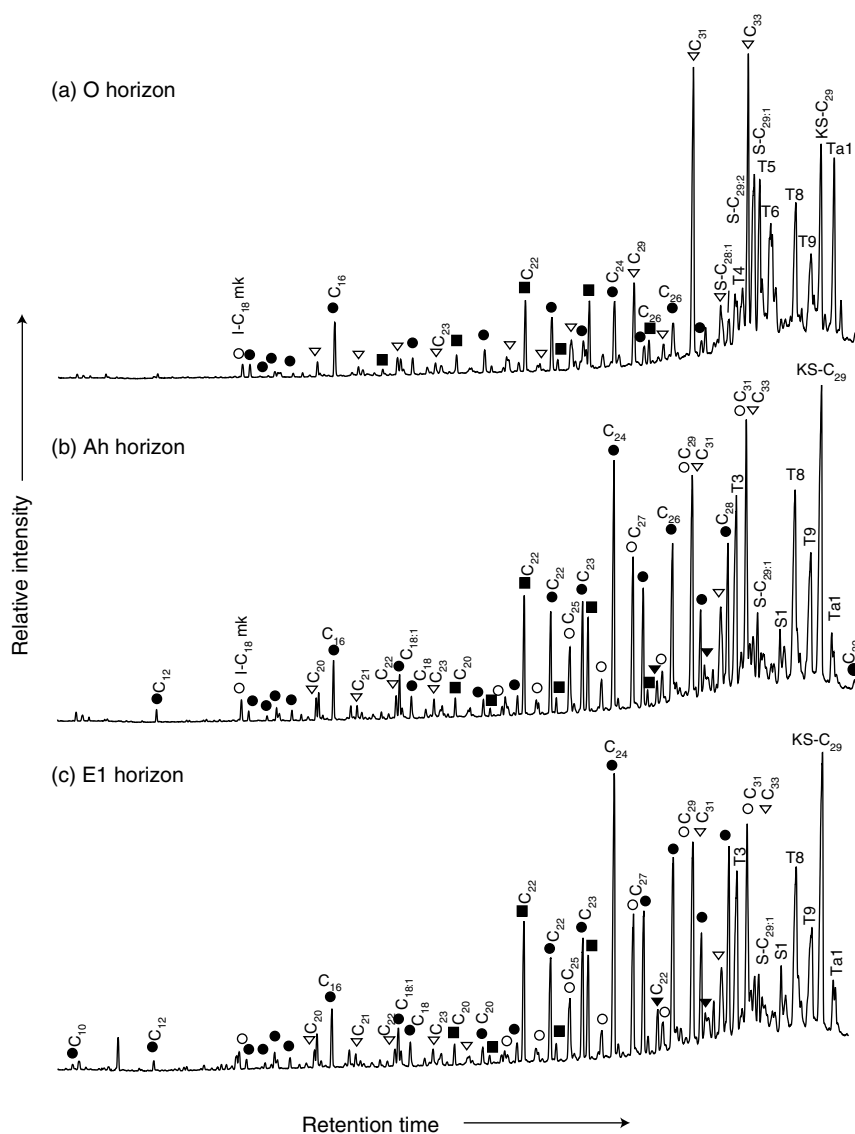 (a) O horizon
I-C18 mk
C16
C23
C22
C24
C29
C26
C26
C31
S-C28:1
T4
S-C29:2
C33
S-C29:1
T5
T6
T8
T9
KS-C29
Ta1
(b) Ah horizon
C12
I-C18 mk
C20
C16
C21
C22
C18:1
C18
C23
C20
C22
C22
C25
C23
C24
C27
C26
C29
C31
C28
T3
C31
C33
S-C29:1
S1
T8
T9
KS-C29
Ta1
(c) E1 horizon
C10
C12
C20
C16
C21
C22
C18:1
C18
C23
C20
C20
C22
C22
C25
C23
C24
C27
C22
C29
C31
T3
C31
C33
S-C29:1
S1
T8
T9
KS-C29
Ta1
Relative intensity
Retention time